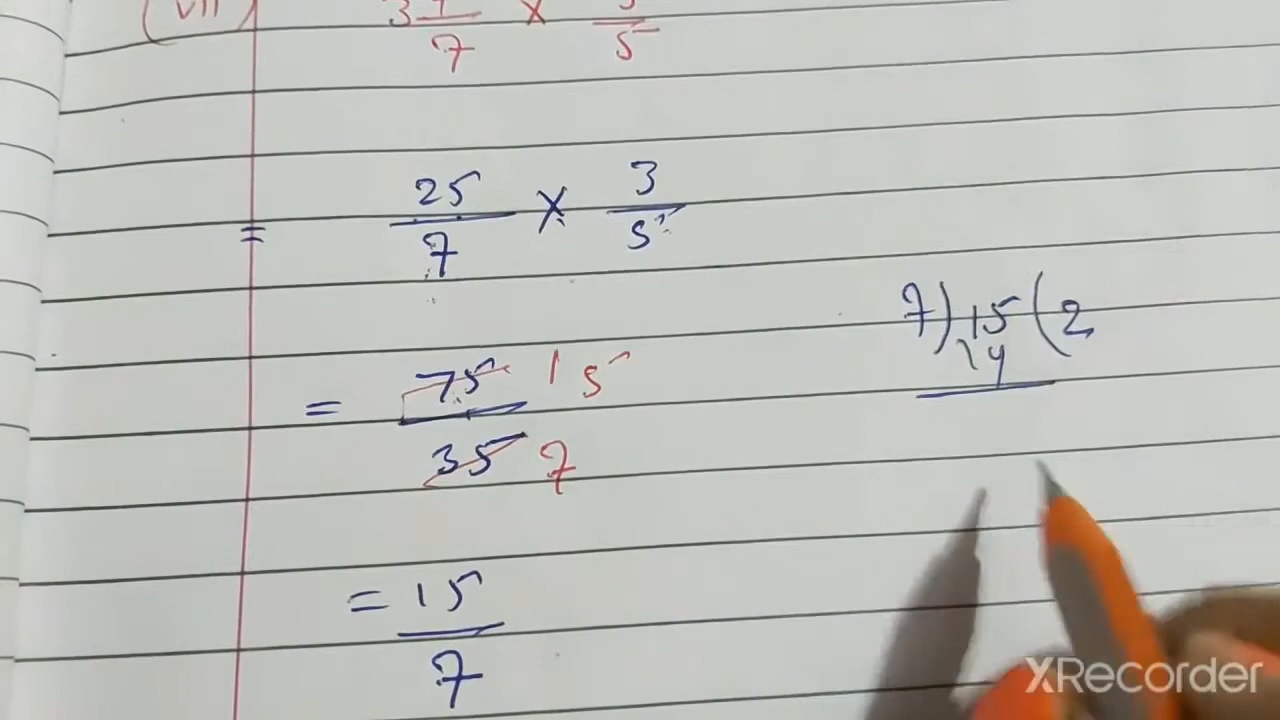 (vii) 3 4/7 × 3/5
= 25/7 × 3/5
7)15(2
14
= 75/35 15/7
= 15/7
XRecorder